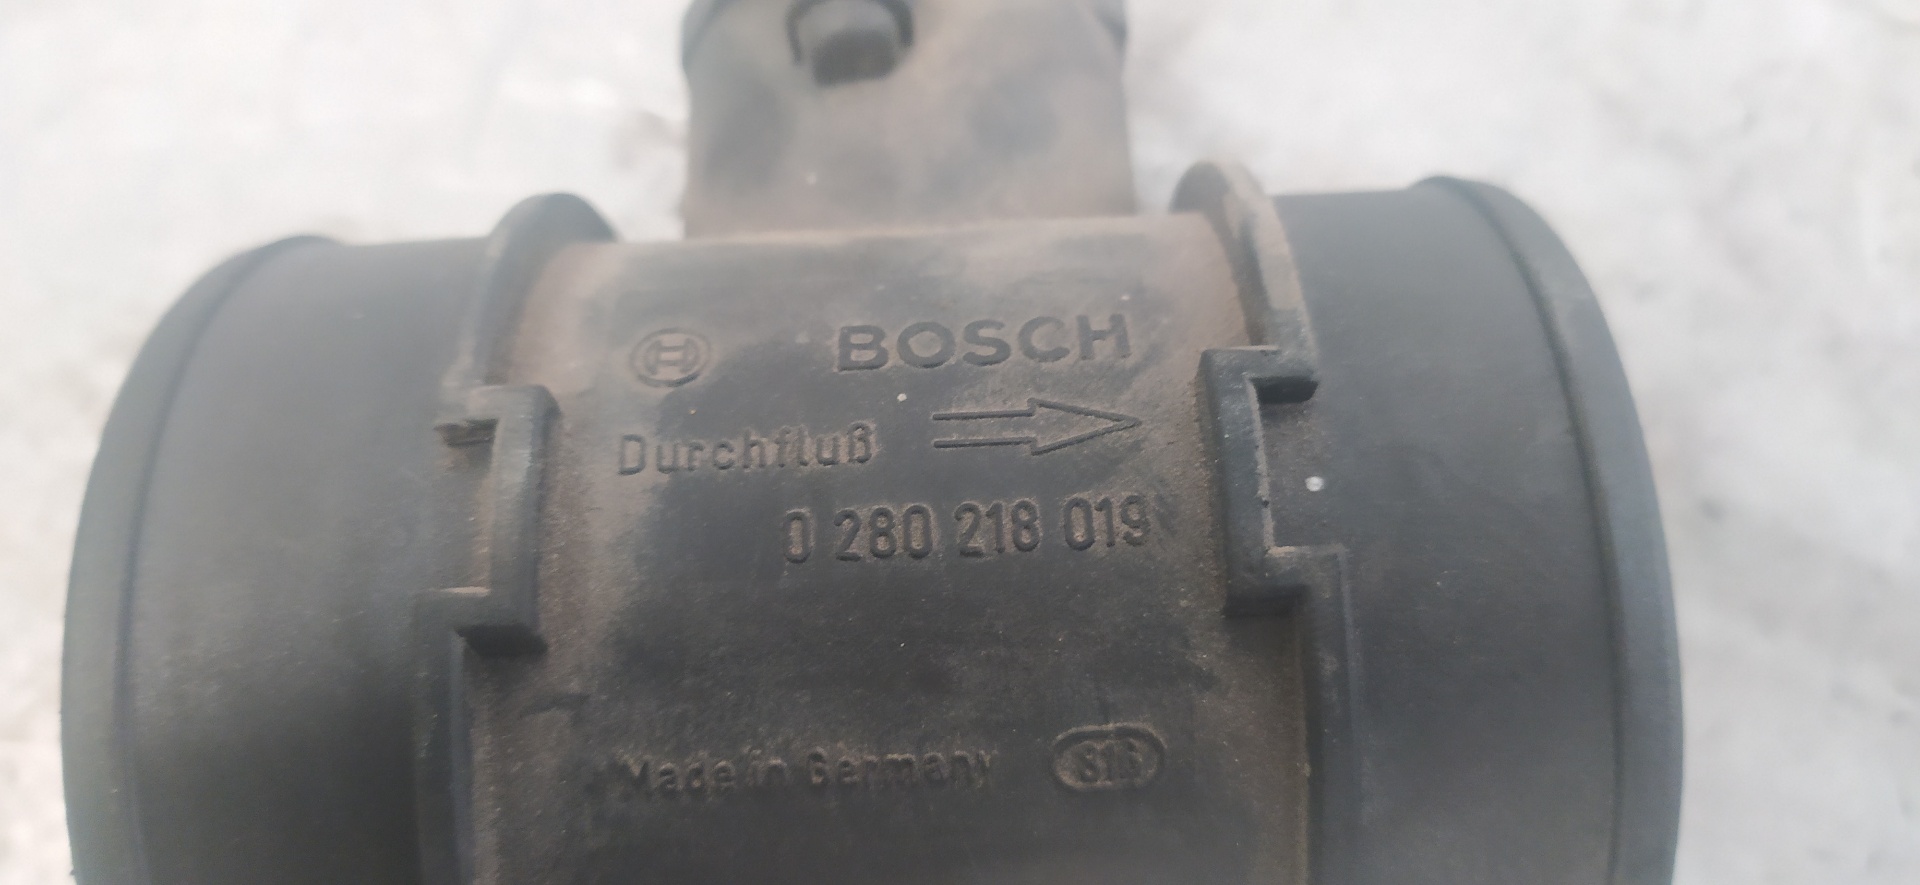 BOSCH
Durchfluß
0 280 218 019
Made in Germany